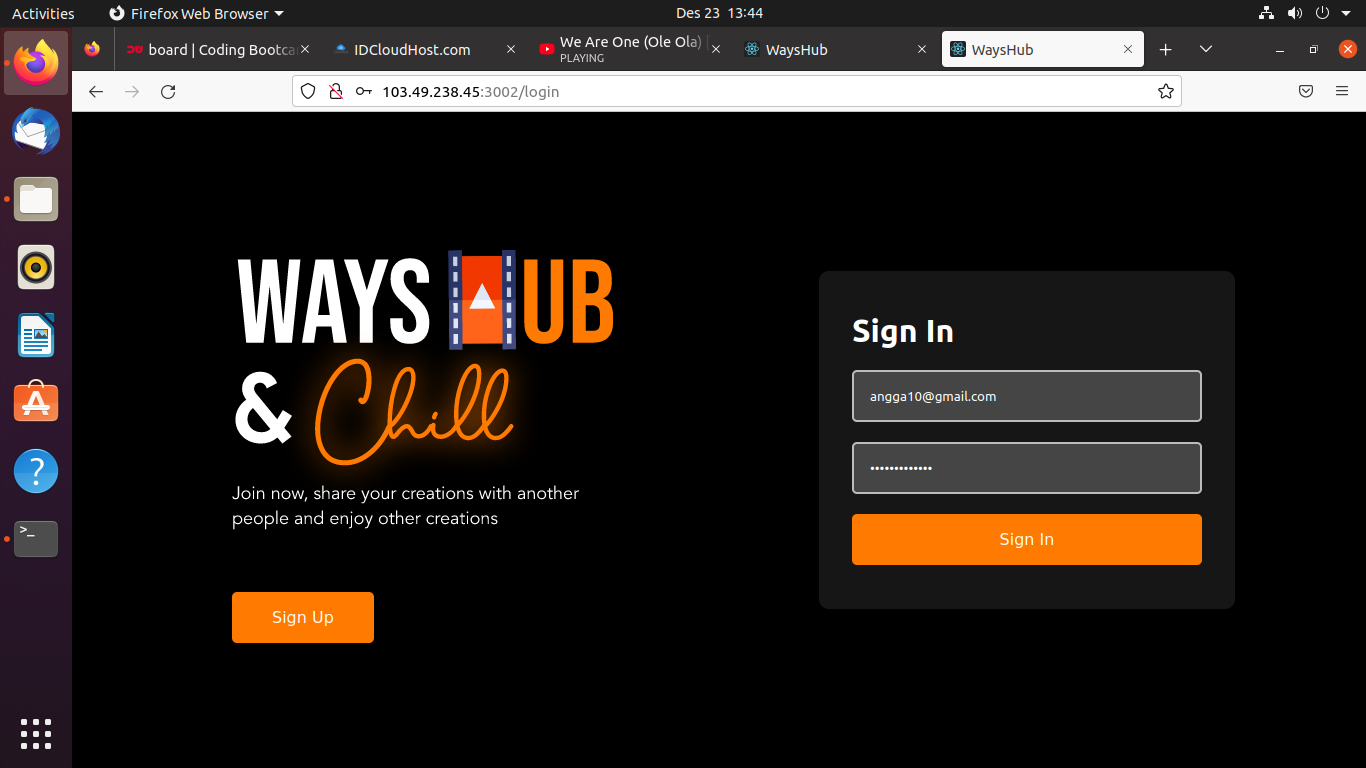 Activities
Firefox Web Browser
Des 23 13:44
board | Coding Bootca
IDCloudHost.com
We Are One (Ole Ola) [
PLAYING
WaysHub
WaysHub
103.49.238.45:3002/login
WAYS HUB
& Chill
Join now, share your creations with another
people and enjoy other creations
Sign Up
Sign In
angga10@gmail.com
•••••••••••••
Sign In